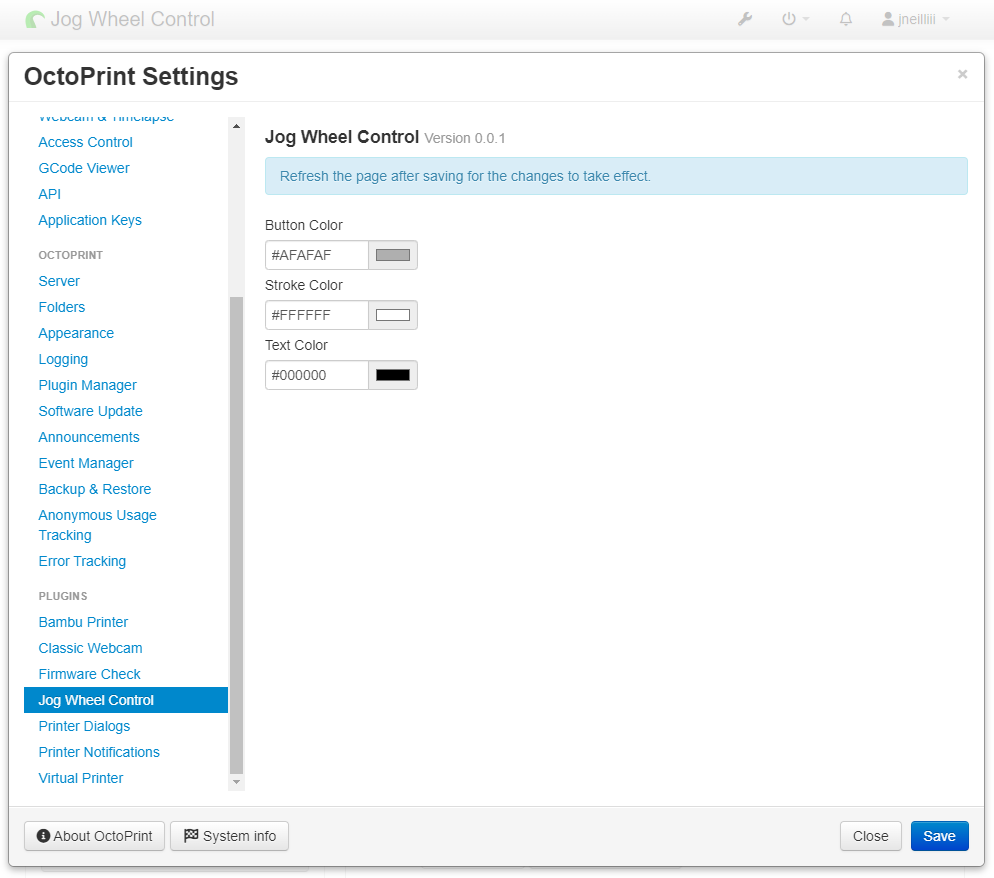 Jog Wheel Control
jneilliii
OctoPrint Settings
×
Webcam & Timelapse
Access Control
GCode Viewer
API
Application Keys
OCTOPRINT
Server
Folders
Appearance
Logging
Plugin Manager
Software Update
Announcements
Event Manager
Backup & Restore
Anonymous Usage
Tracking
Error Tracking
PLUGINS
Bambu Printer
Classic Webcam
Firmware Check
Jog Wheel Control
Printer Dialogs
Printer Notifications
Virtual Printer
Jog Wheel Control Version 0.0.1
Refresh the page after saving for the changes to take effect.
Button Color
#AFAFAF
Stroke Color
#FFFFFF
Text Color
#000000
About OctoPrint
System info
Close
Save